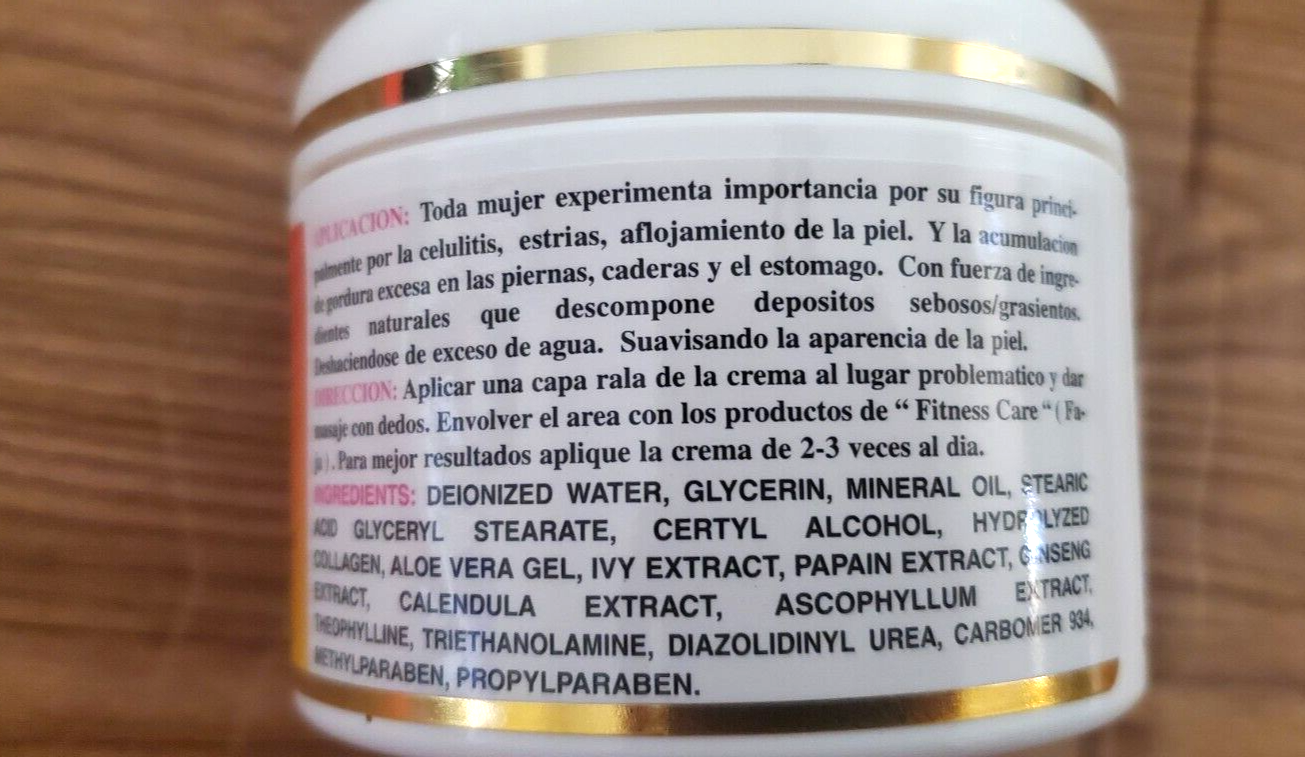 APLICACION: Toda mujer experimenta importancia por su figura princi-
palmente por la celulitis, estrias, aflojamiento de la piel. Y la acumulacion
de gordura excesa en las piernas, caderas y el estomago. Con fuerza de ingre-
dientes naturales que descompone depositos sebosos/grasientos.
Deshaciendose de exceso de agua. Suavisando la aparencia de la piel.
DIRECCION: Aplicar una capa rala de la crema al lugar problematico y dar
masaje con dedos. Envolver el area con los productos de “ Fitness Care “ ( Fa-
ja ). Para mejor resultados aplique la crema de 2-3 veces al dia.
INGREDIENTS: DEIONIZED WATER, GLYCERIN, MINERAL OIL, STEARIC
ACID GLYCERYL STEARATE, CERTYL ALCOHOL, HYDROLYZED
COLLAGEN, ALOE VERA GEL, IVY EXTRACT, PAPAIN EXTRACT, GINSENG
EXTRACT, CALENDULA EXTRACT, ASCOPHYLLUM EXTRACT,
THEOPHYLLINE, TRIETHANOLAMINE, DIAZOLIDINYL UREA, CARBOMER 934,
METHYLPARABEN, PROPYLPARABEN.